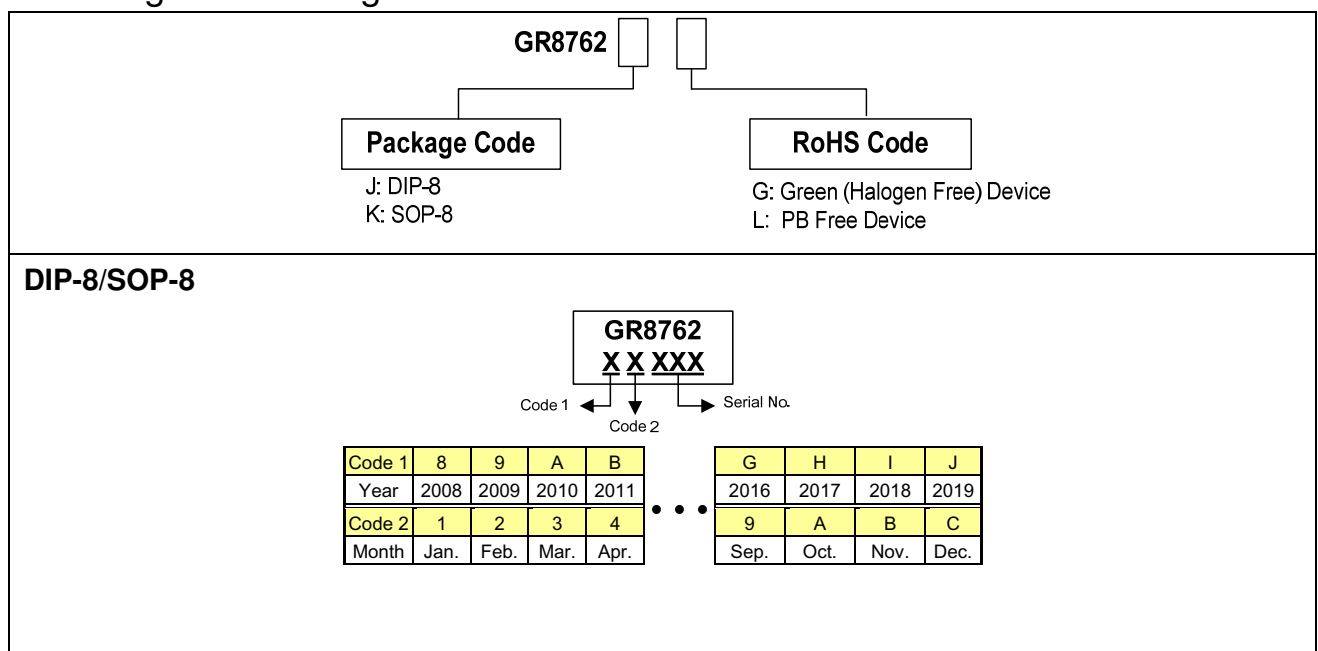 GR8762
Package Code RoHS Code
J: DIP-8
K: SOP-8
G: Green (Halogen Free) Device
L: PB Free Device
DIP-8/SOP-8
GR8762
X X XXX
Code 1
Code 2
Serial No.
Code 1 8 9 A B G H I J
Year 2008 2009 2010 2011 • • • 2016 2017 2018 2019
Code 2 1 2 3 4 9 A B C
Month Jan. Feb. Mar. Apr. Sep. Oct. Nov. Dec.